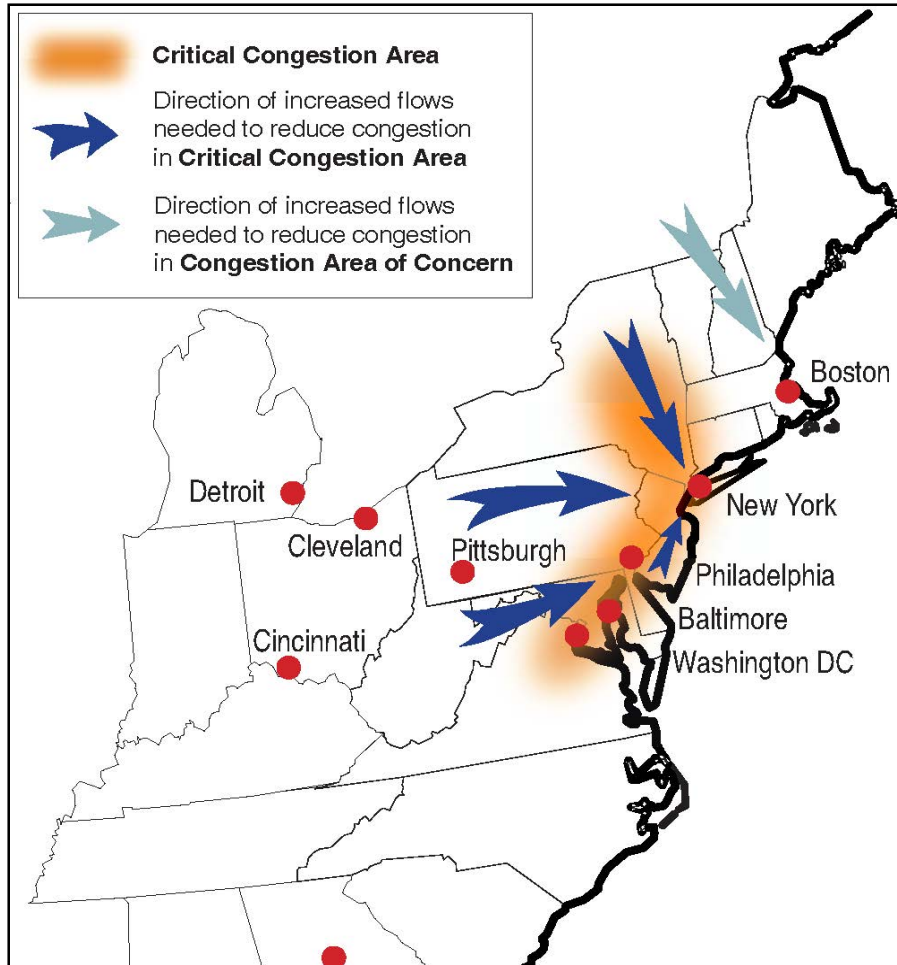 Critical Congestion Area
Direction of increased flows
needed to reduce congestion
in Critical Congestion Area
Direction of increased flows
needed to reduce congestion
in Congestion Area of Concern
Boston
Detroit
New York
Cleveland
Pittsburgh
Philadelphia
Baltimore
Cincinnati
Washington DC